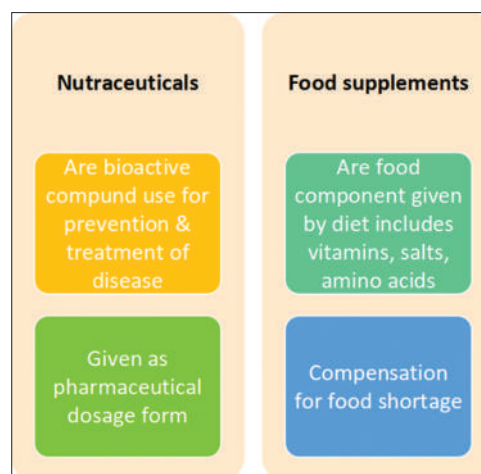 Nutraceuticals
Are bioactive
compund use for
prevention &
treatment of
disease
Given as
pharmaceutical
dosage form
Food supplements
Are food
component given
by diet includes
vitamins, salts,
amino acids
Compensation
for food shortage